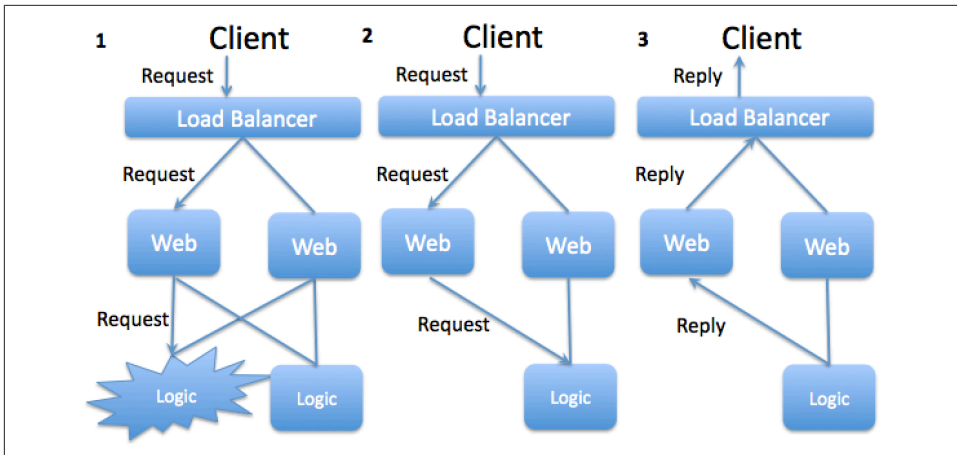 1
Client
Request
Load Balancer
Request
Web
Web
Request
Logic
Logic
2
Client
Request
Load Balancer
Request
Web
Web
Request
Logic
3
Client
Reply
Load Balancer
Reply
Web
Web
Reply
Logic